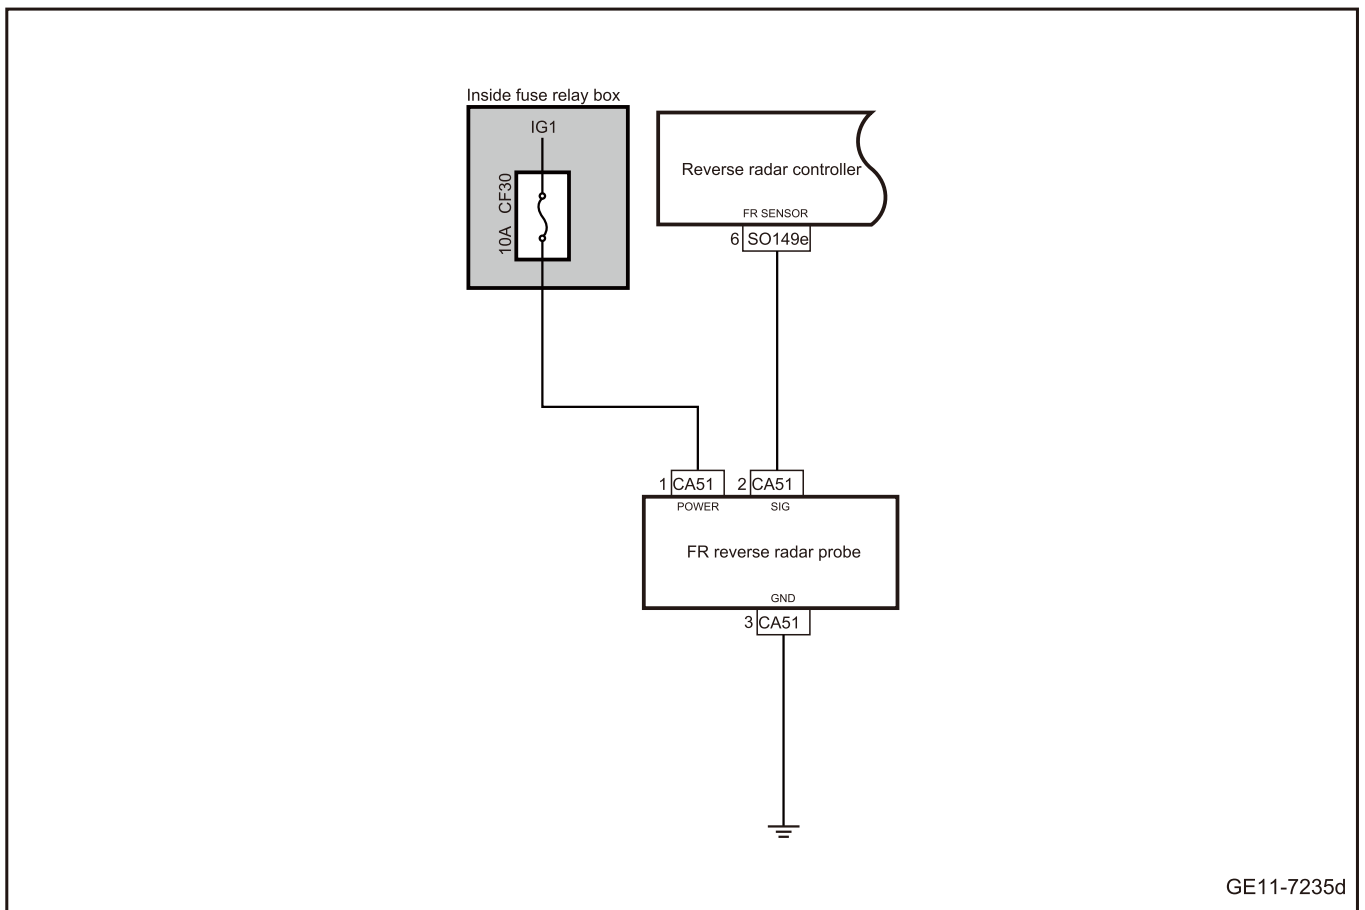 Inside fuse relay box
IG1
10A CF30
Reverse radar controller
FR SENSOR
6 SO149e
1 CA51 2 CA51
POWER SIG
FR reverse radar probe
GND
3 CA51
GE11-7235d